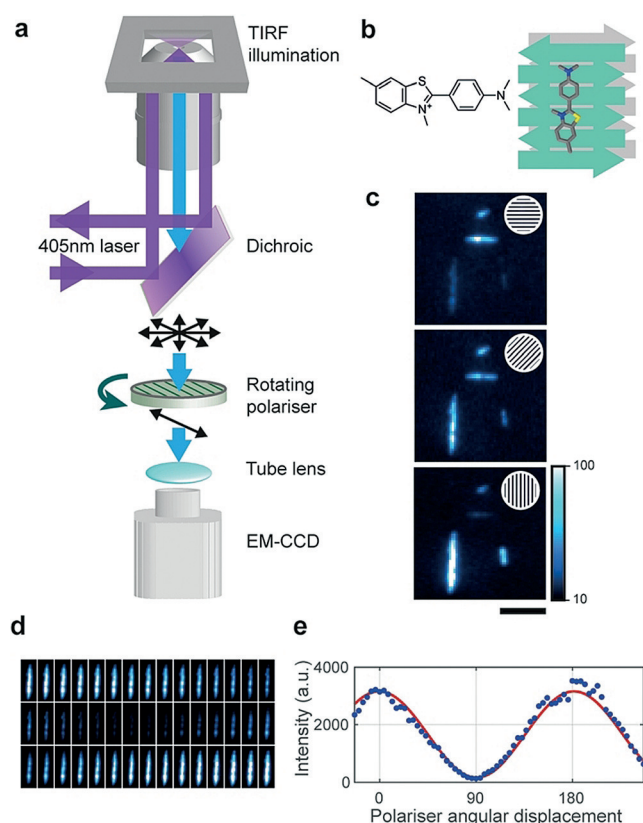 a
TIRF
illumination
405nm laser
Dichroic
Rotating
polariser
Tube lens
EM-CCD
b
S
N+
N
c
100
10
d
e
Intensity (a.u.)
4000
2000
0
0
90
180
Polariser angular displacement